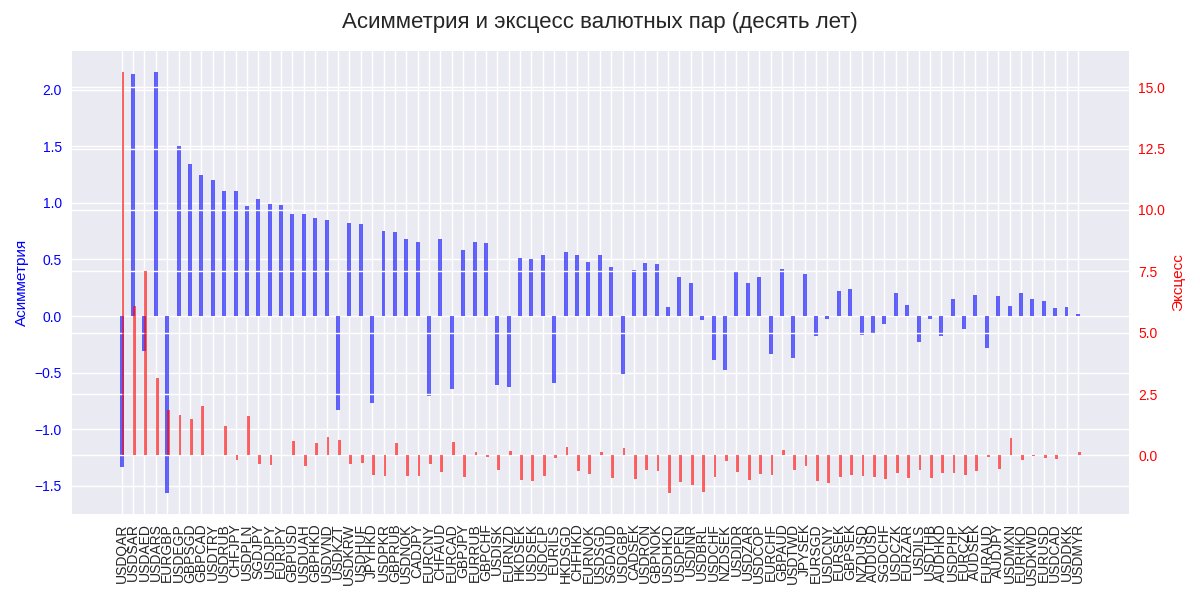 Асимметрия и эксцесс валютных пар (десять лет)
Асимметрия
2.0
1.5
1.0
0.5
0.0
−0.5
−1.0
−1.5
15.0
12.5
10.0
7.5
5.0
2.5
0.0
Эксцесс
USDQAR
USDSAR
USDAED
USDARS
EURGBP
USDEGP
GBPSGD
GBPCAD
USDTRY
USDRUB
CHFJPY
USDPLN
SGDJPY
USDJPY
EURJPY
GBPUSD
USDUAH
GBPHKD
USDVND
USDKZT
USDKRW
USDHUF
JPYHKD
USDPKR
GBPRUB
USDNOK
CADJPY
EURCNY
CHFAUD
EURCAD
GBPJPY
EURRUB
GBPCHF
USDISK
EURNZD
HKDSEK
USDSEK
USDCLP
EURILS
HKDSGD
CHFHKD
EURNOK
USDSGD
SGDAUD
USDGBP
CADSEK
USDRON
GBPNOK
USDHKD
USDPEN
USDINR
USDBRL
USDCHF
NZDSEK
USDIDR
USDZAR
USDCOP
EURCHF
GBPAUD
USDTWD
JPYSEK
EURSGD
USDCNY
EURSEK
GBPSEK
NZDUSD
AUDUSD
SGDCHF
USDCZK
EURZAR
USDILS
USDTHB
AUDHKD
USDPHP
EURCZK
AUDSEK
EURAUD
AUDJPY
USDMXN
EURHKD
USDKWD
EURUSD
USDCAD
USDDKK
USDMYR